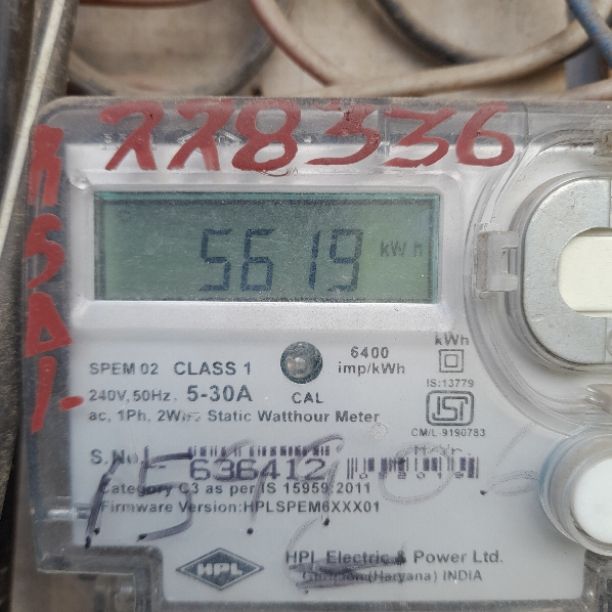 228336
5619 kWh
SPEM 02 CLASS 1
6400
imp/kWh
kWh
240V, 50Hz, 5-30A
CAL
IS:13779
ac, 1Ph, 2Wire Static Watthour Meter
CM/L-9190783
S.No.
636412
Category C3 as per IS 15959:2011
Firmware Version:HPLSPEM6XXX01
HPL
HPL Electric & Power Ltd.
(Haryana) INDIA